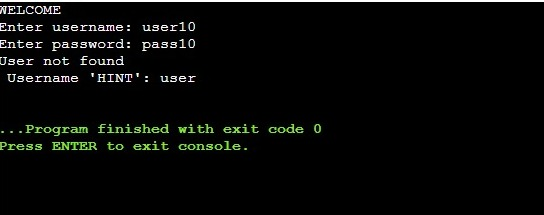 WELCOME
Enter username: user10
Enter password: pass10
User not found
 Username 'HINT': user
...Program finished with exit code 0
Press ENTER to exit console.